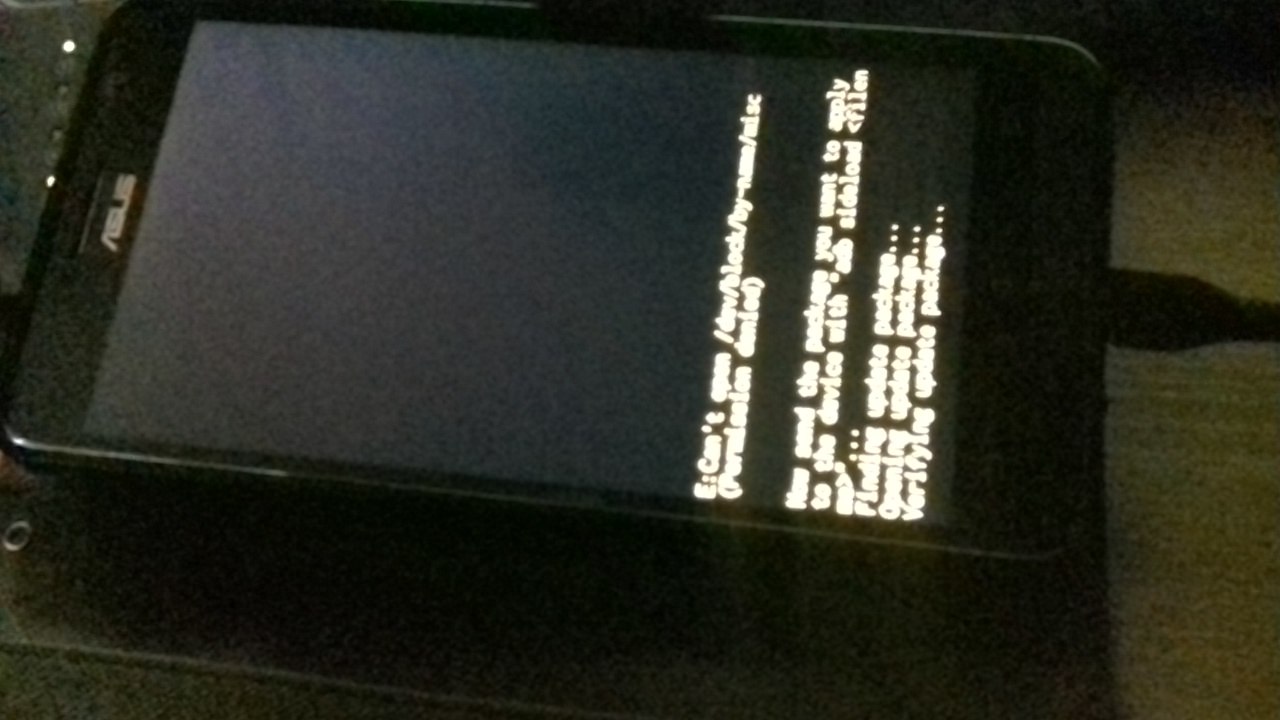 ASUS
E:Can't open /dev/block/by-name/misc
(Permission denied)
Now send the package you want to apply
to the device with "adb sideload <filen
ame>"...
Finding update package...
Opening update package...
Verifying update package...